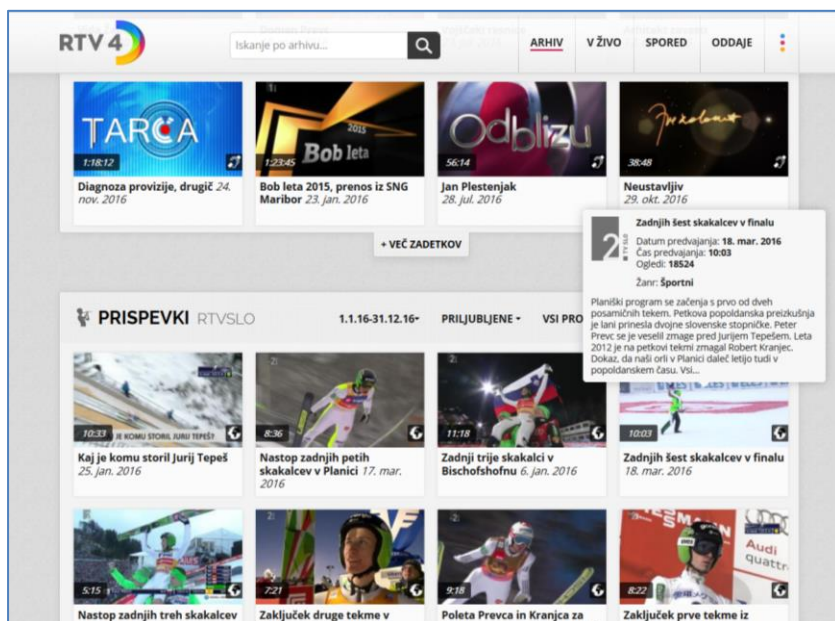 RTV 4
Iskanje po arhivu...
ARHIV
V ŽIVO
SPORED
ODDAJE
TARČA
1:18:12
Diagnoza provizije, drugič 24.
nov. 2016
2015
Bob leta
1:23:45
Bob leta 2015, prenos iz SNG
Maribor 23. jan. 2016
Odblizu
56:14
Jan Plestenjak
28. jul. 2016
38:48
Neustavljiv
29. okt. 2016
+ VEČ ZADETKOV
2
TV SLO
Zadnjih šest skakalcev v finalu
Datum predvajanja: 18. mar. 2016
Čas predvajanja: 10:03
Ogledi: 18524
Žanr: Športni
Planiški program se začenja s prvo od dveh
posamičnih tekem. Petkova popoldanska preizkušnja
je lani prinesla dvojne slovenske stopničke. Peter
Prevc se je veselil zmage pred Jurijem Tepešem. Leta
2012 je na petkovi tekmi zmagal Robert Kranjec.
Dokaz, da naši orli v Planici daleč letijo tudi v
popoldanskem času. Vsi...
PRISPEVKI RTVSLO
1.1.16-31.12.16
PRILJUBLJENE
VSI PRO
10:33
JE KOMU STORIL JURIJ TEPEŠ?
Kaj je komu storil Jurij Tepeš
25. jan. 2016
8:36
Nastop zadnjih petih
skakalcev v Planici 17. mar.
2016
11:18
Zadnji trije skakalci v
Bischofshofnu 6. jan. 2016
10:03
Zadnjih šest skakalcev v finalu
18. mar. 2016
5:15
Nastop zadnjih treh skakalcev
7:21
Zaključek druge tekme v
9:18
Poleta Prevca in Kranjca za
Audi
quattr
8:22
Zaključek prve tekme iz